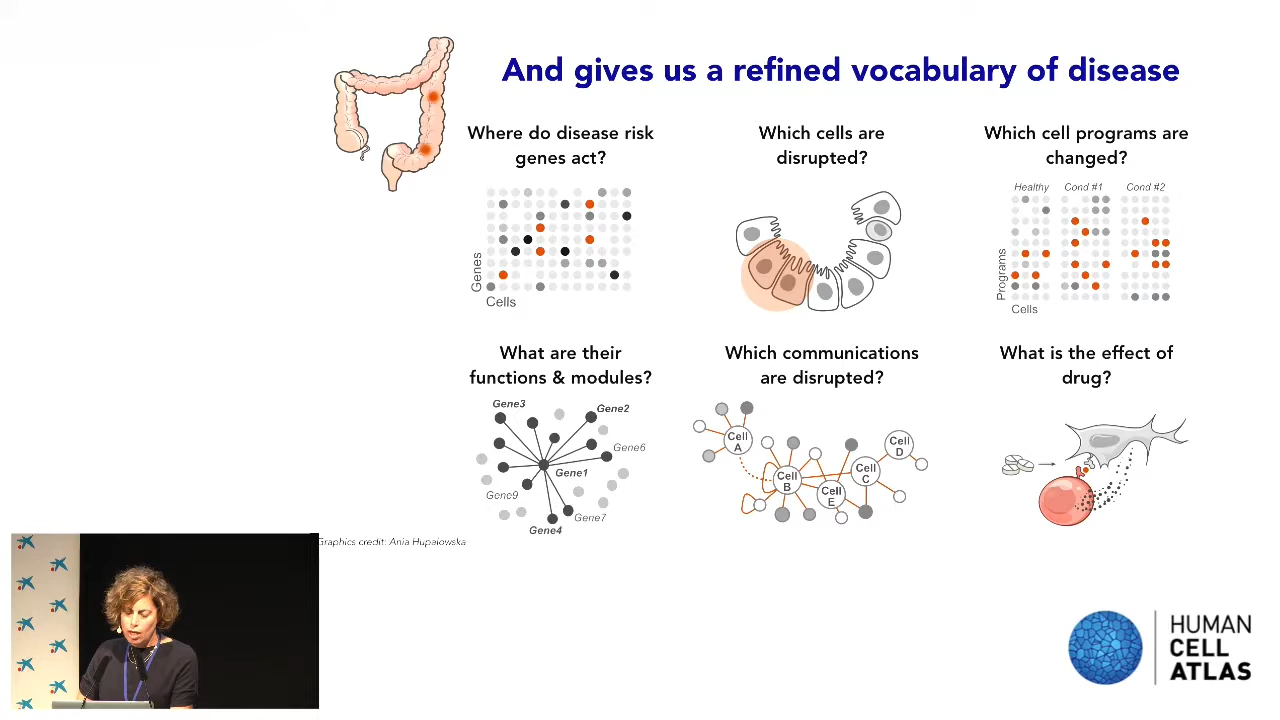 And gives us a refined vocabulary of disease
Where do disease risk
genes act?
Genes
Cells
Which cells are
disrupted?
Which cell programs are
changed?
Healthy Cond #1 Cond #2
Programs
Cells
What are their
functions & modules?
Gene3
Gene2
Gene6
Gene1
Gene9
Gene7
Gene4
Which communications
are disrupted?
Cell
A
Cell
B
Cell
E
Cell
C
Cell
D
What is the effect of
drug?
Graphics credit: Ania Hupalowska
HUMAN
CELL
ATLAS